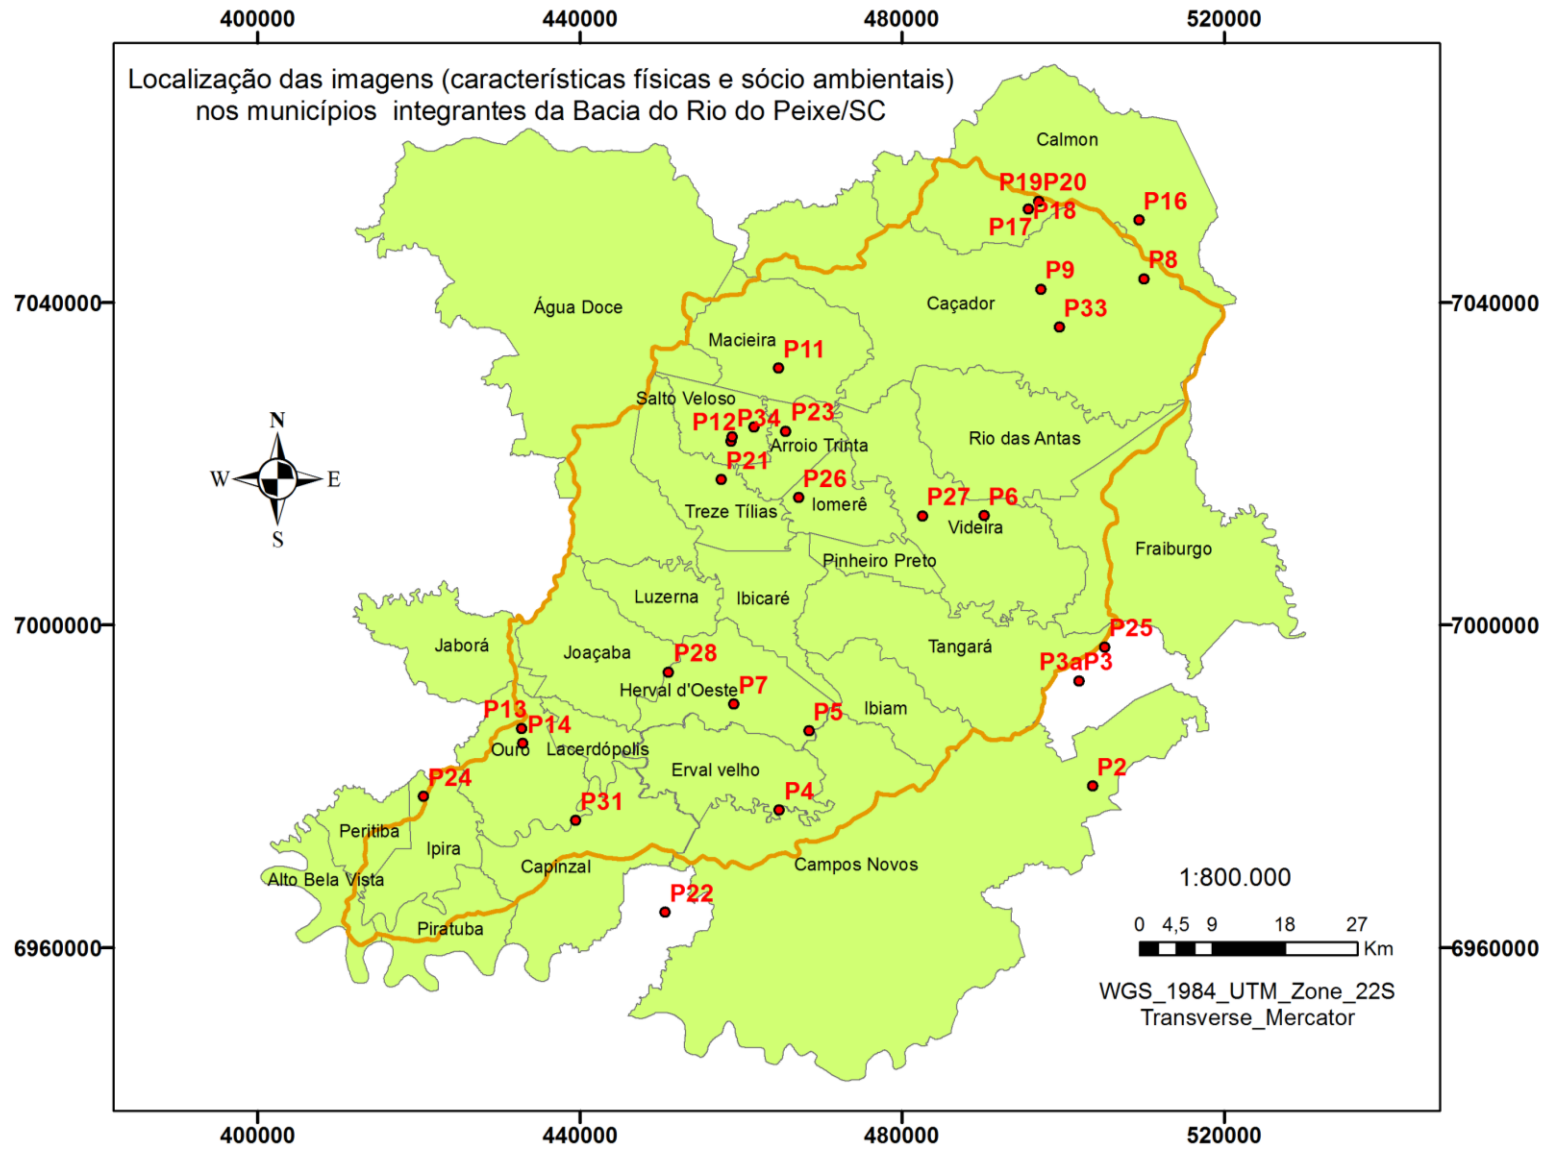 400000 440000 480000 520000
Localização das imagens (características físicas e sócio ambientais)
nos municípios integrantes da Bacia do Rio do Peixe/SC
Calmon
P19P20
P16
P18
P17
P8
P9
7040000
Água Doce
Caçador
7040000
P33
Macieira
P11
Salto Veloso
N
P12 P34 P23
Rio das Antas
Arroio Trinta
P21
W E
P26
P27 P6
Iomerê
Treze Tílias
Videira
S
Fraiburgo
Pinheiro Preto
Luzerna
Ibicaré
7000000
7000000
P25
Jaborá
Tangará
Joaçaba
P28
P3aP3
Herval d'Oeste
P7
P13
Ibiam
P5
P14
Ouro
Lacerdópolis
Erval velho
P2
P24
P4
P31
Peritiba
Ipira
Capinzal
Campos Novos
Alto Bela Vista
1:800.000
P22
0 4,5 9 18 27
Piratuba
6960000
Km
6960000
WGS_1984_UTM_Zone_22S
Transverse_Mercator
400000 440000 480000 520000